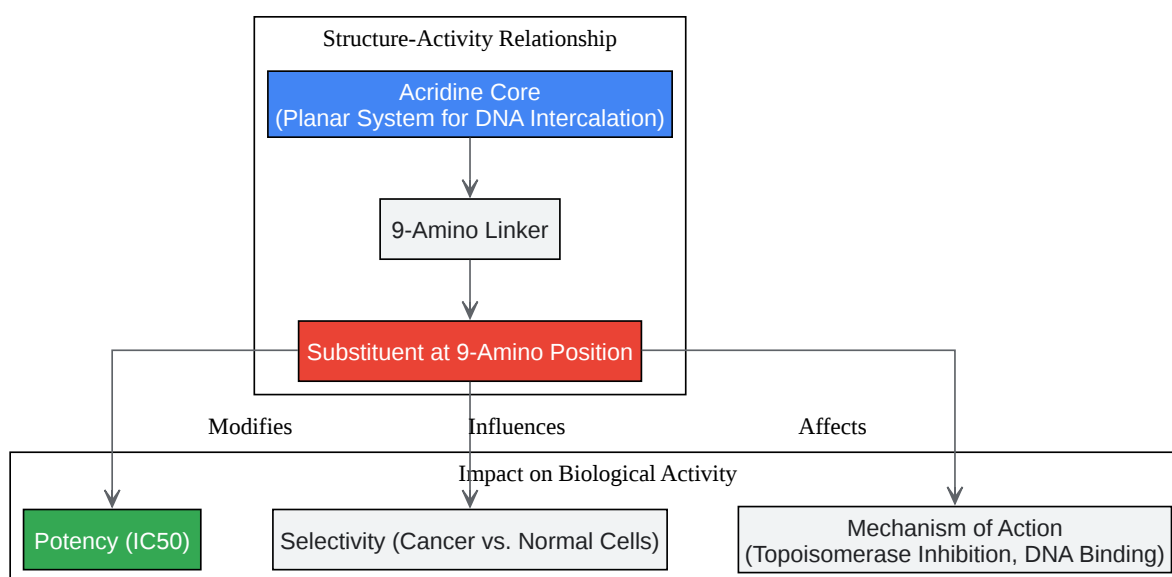 Structure-Activity Relationship
Acridine Core
(Planar System for DNA Intercalation)
9-Amino Linker
Substituent at 9-Amino Position
Modifies
Influences
Affects
Impact on Biological Activity
Potency (IC50)
Selectivity (Cancer vs. Normal Cells)
Mechanism of Action
(Topoisomerase Inhibition, DNA Binding)